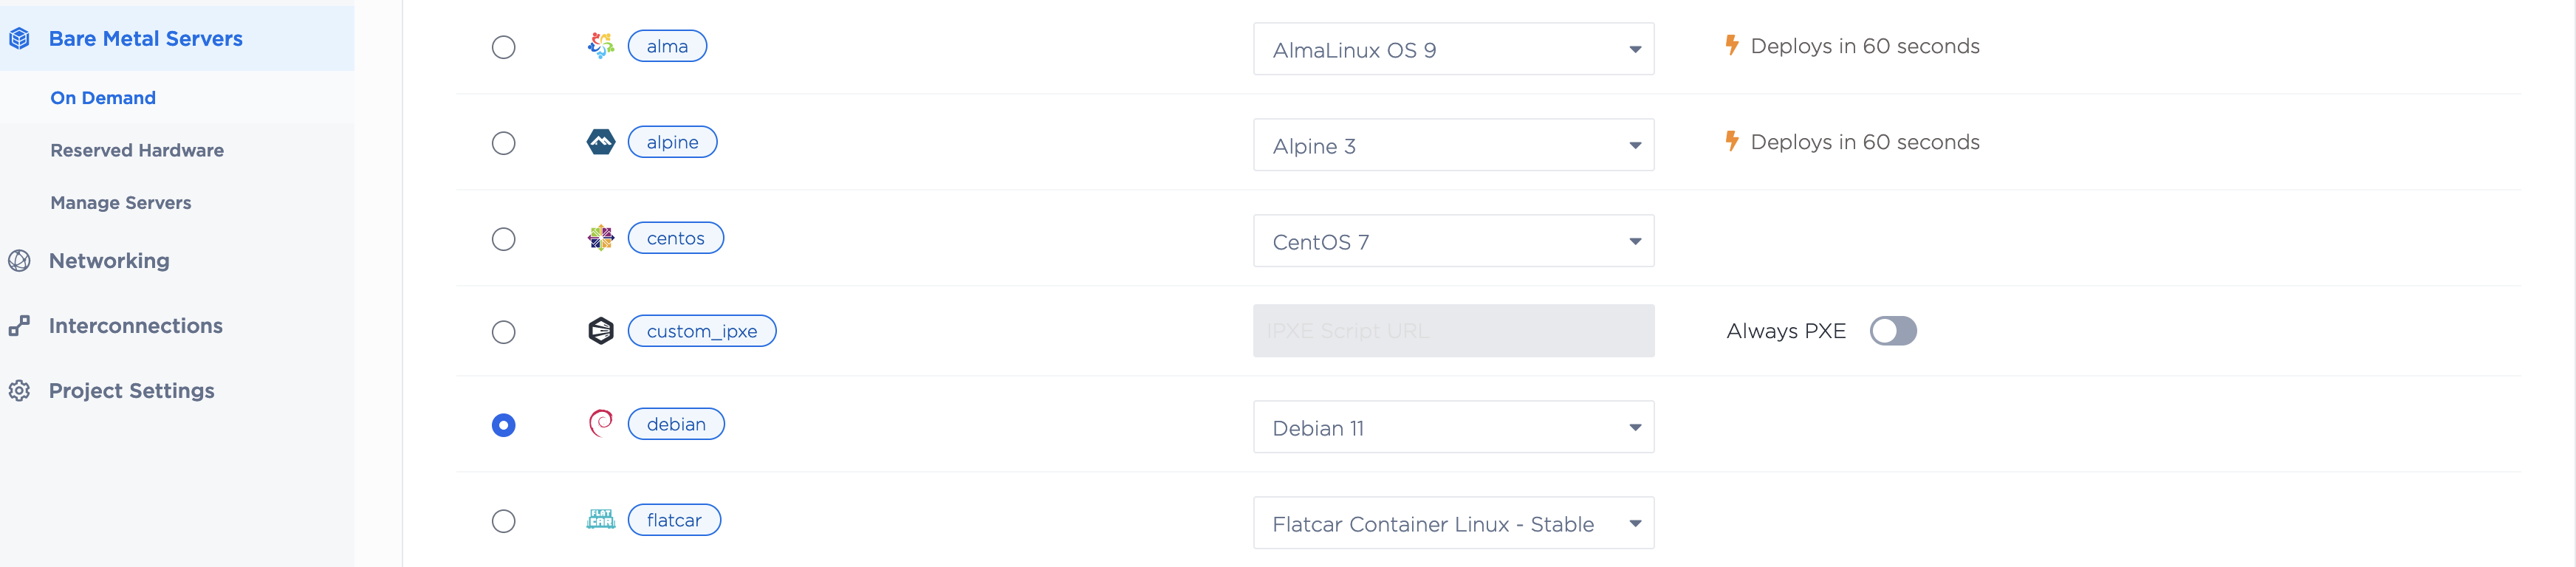 Bare Metal Servers
On Demand
Reserved Hardware
Manage Servers
Networking
Interconnections
Project Settings
alma
AlmaLinux OS 9
Deploys in 60 seconds
alpine
Alpine 3
Deploys in 60 seconds
centos
CentOS 7
custom_ipxe
IPXE Script URL
Always PXE
debian
Debian 11
FLAT
CAR
flatcar
Flatcar Container Linux - Stable